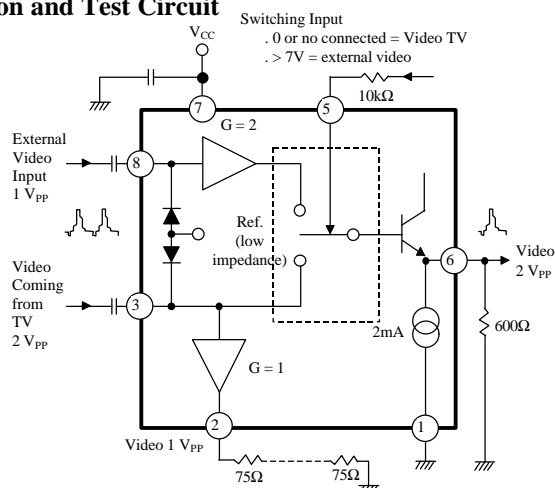 on and Test Circuit
Switching Input
. 0 or no connected = Video TV
. > 7V = external video
VCC
10kΩ
7
5
G = 2
External
Video
Input
1 VPP
8
Ref.
(low
impedance)
6
Video
2 VPP
Video
Coming
from
TV
2 VPP
3
2mA
600Ω
G = 1
2
1
Video 1 VPP
75Ω
75Ω